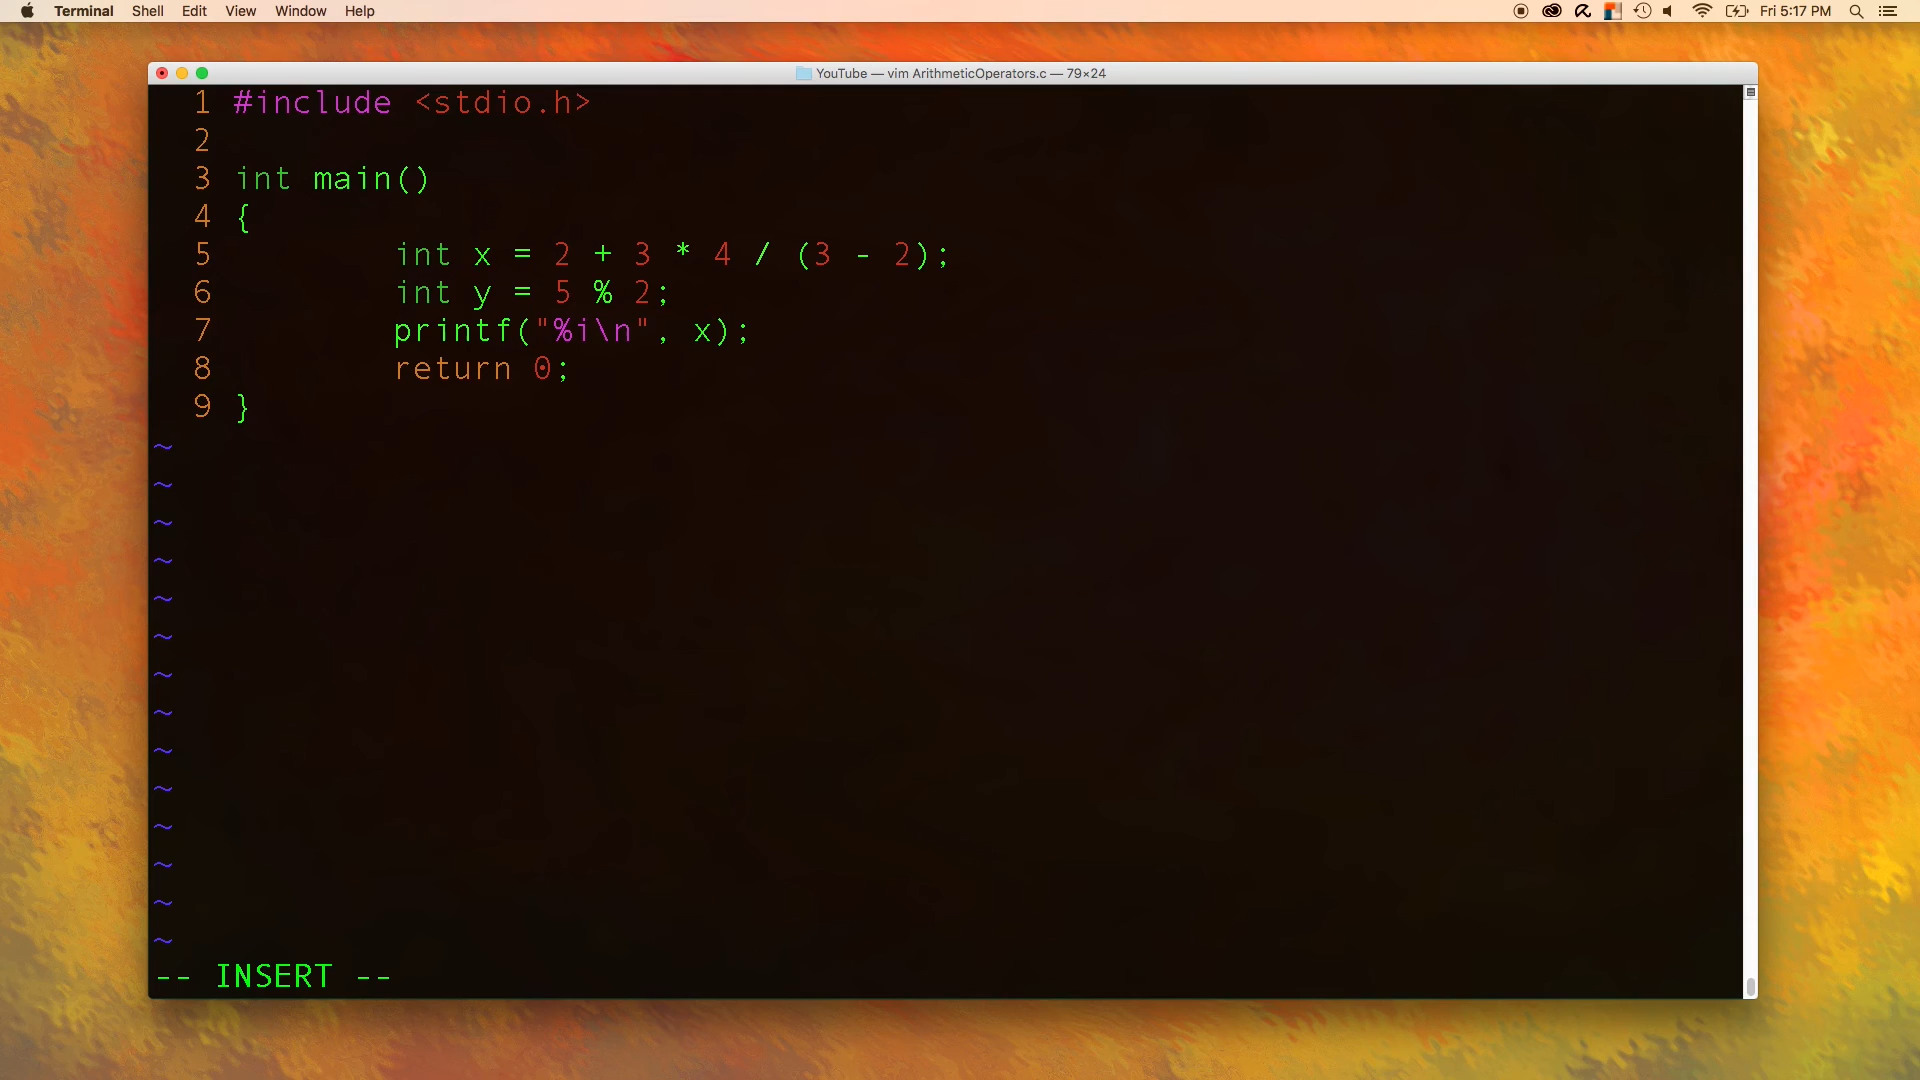 Terminal Shell Edit View Window Help Fri 5:17 PM
YouTube — vim ArithmeticOperators.c — 79×24
1 #include <stdio.h>
2
3 int main()
4 {
5         int x = 2 + 3 * 4 / (3 - 2);
6         int y = 5 % 2;
7         printf("%i\n", x);
8         return 0;
9 }
~
~
~
~
~
~
~
~
~
~
~
~
~
~
-- INSERT --